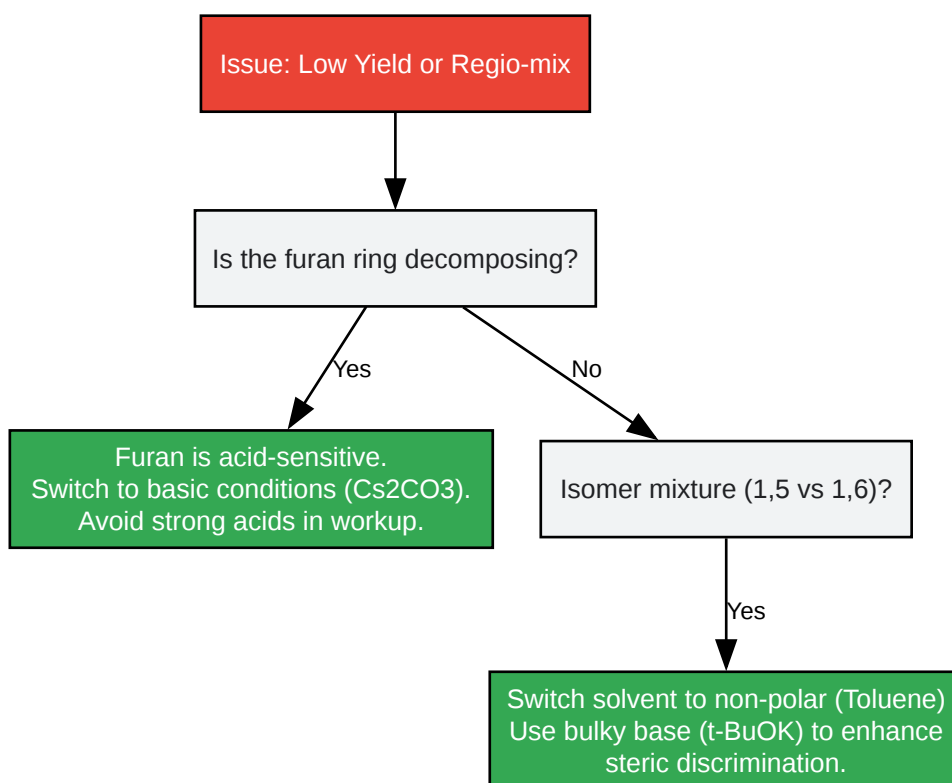 Issue: Low Yield or Regio-mix
Is the furan ring decomposing?
Yes
No
Furan is acid-sensitive.
Switch to basic conditions (Cs2CO3).
Avoid strong acids in workup.
Isomer mixture (1,5 vs 1,6)?
Yes
Switch solvent to non-polar (Toluene)
Use bulky base (t-BuOK) to enhance
steric discrimination.